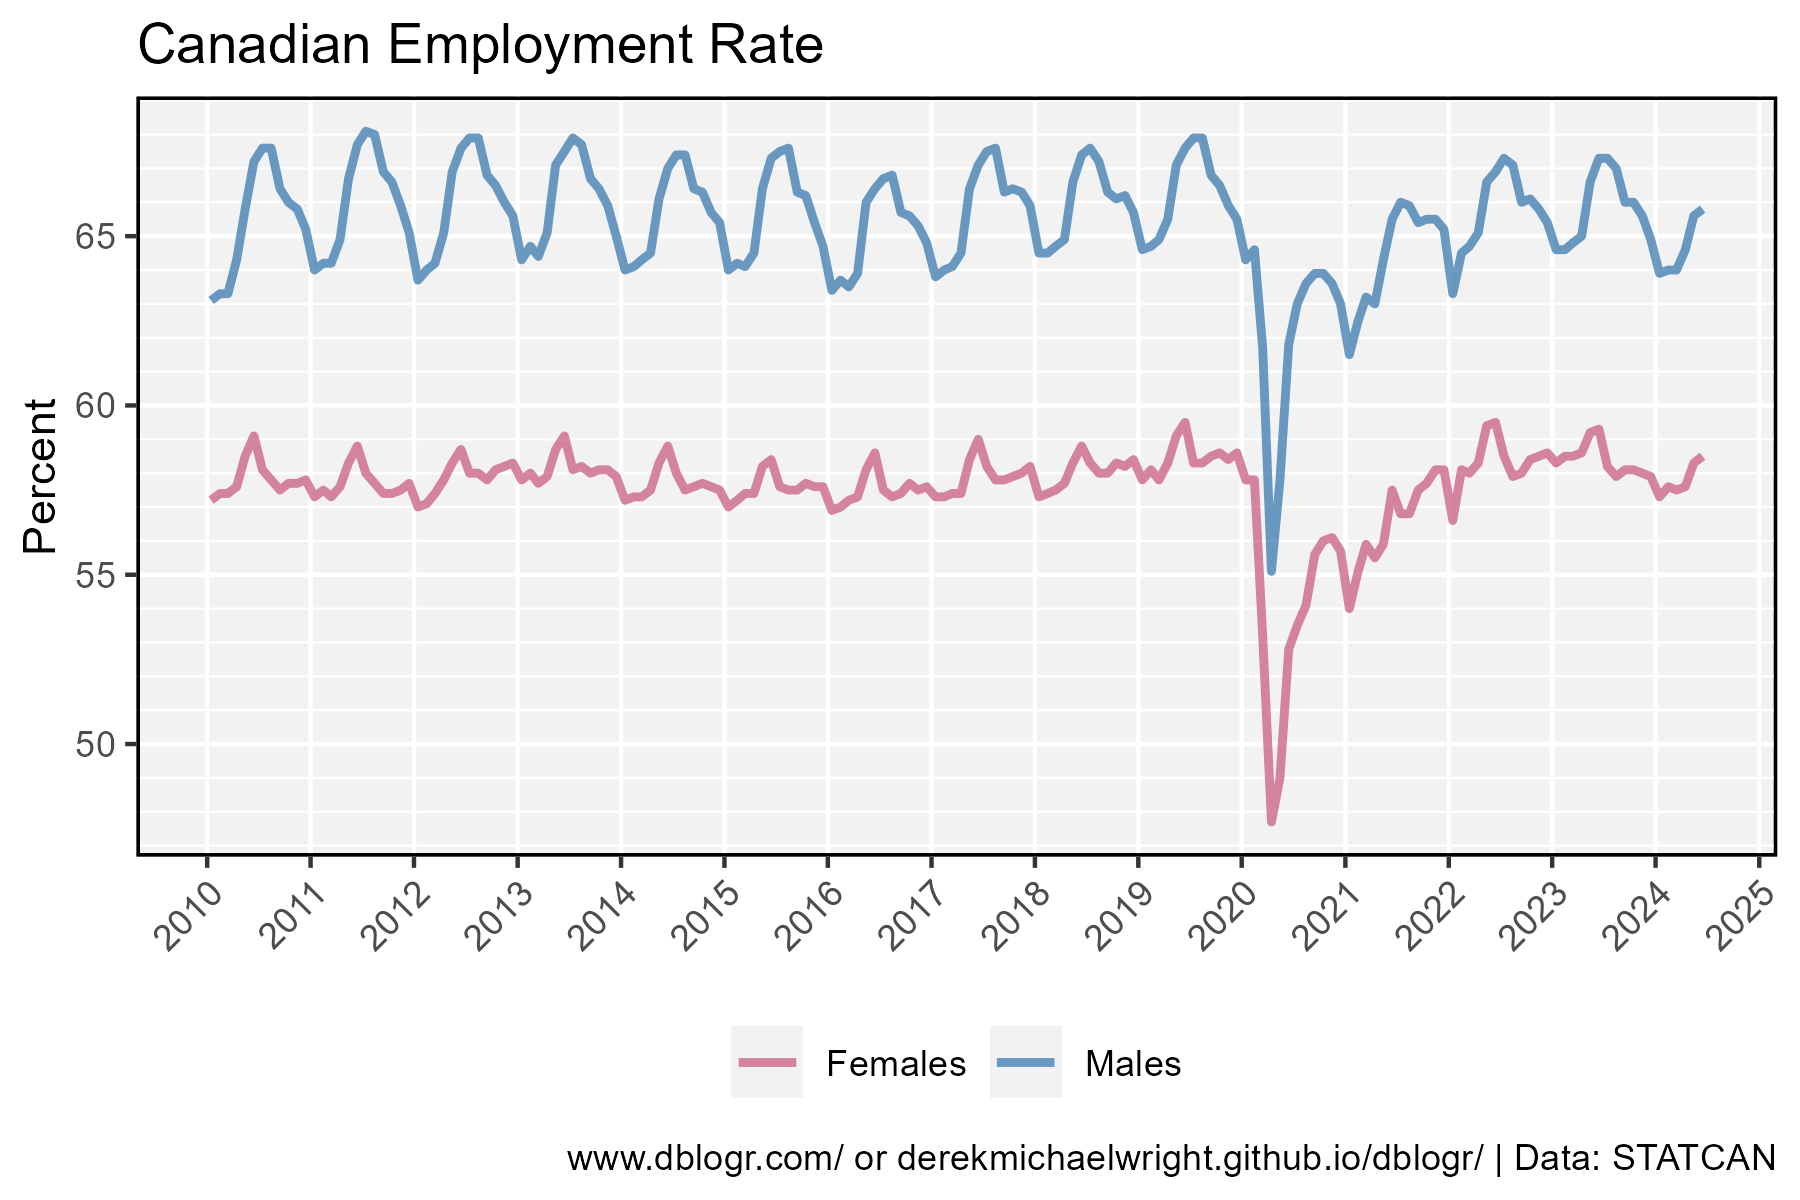 Canadian Employment Rate
Percent
65
60
55
50
2010 2011 2012 2013 2014 2015 2016 2017 2018 2019 2020 2021 2022 2023 2024 2025
Females Males
www.dblogr.com/ or derekmichaelwright.github.io/dblogr/ | Data: STATCAN